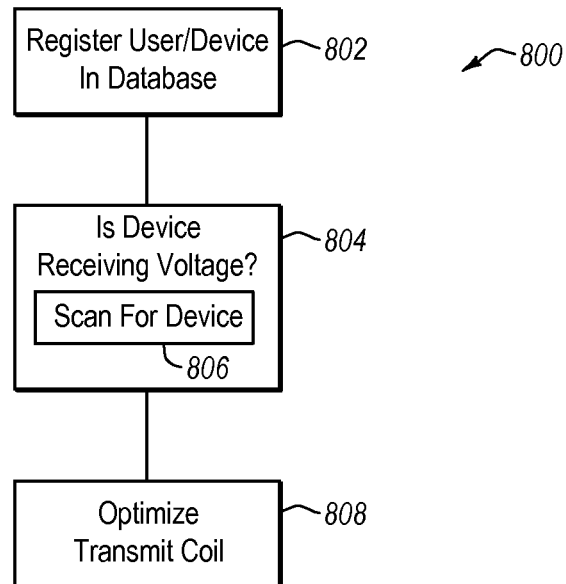 Register User/Device
In Database
802
800
Is Device
Receiving Voltage?
804
Scan For Device
806
Optimize
Transmit Coil
808